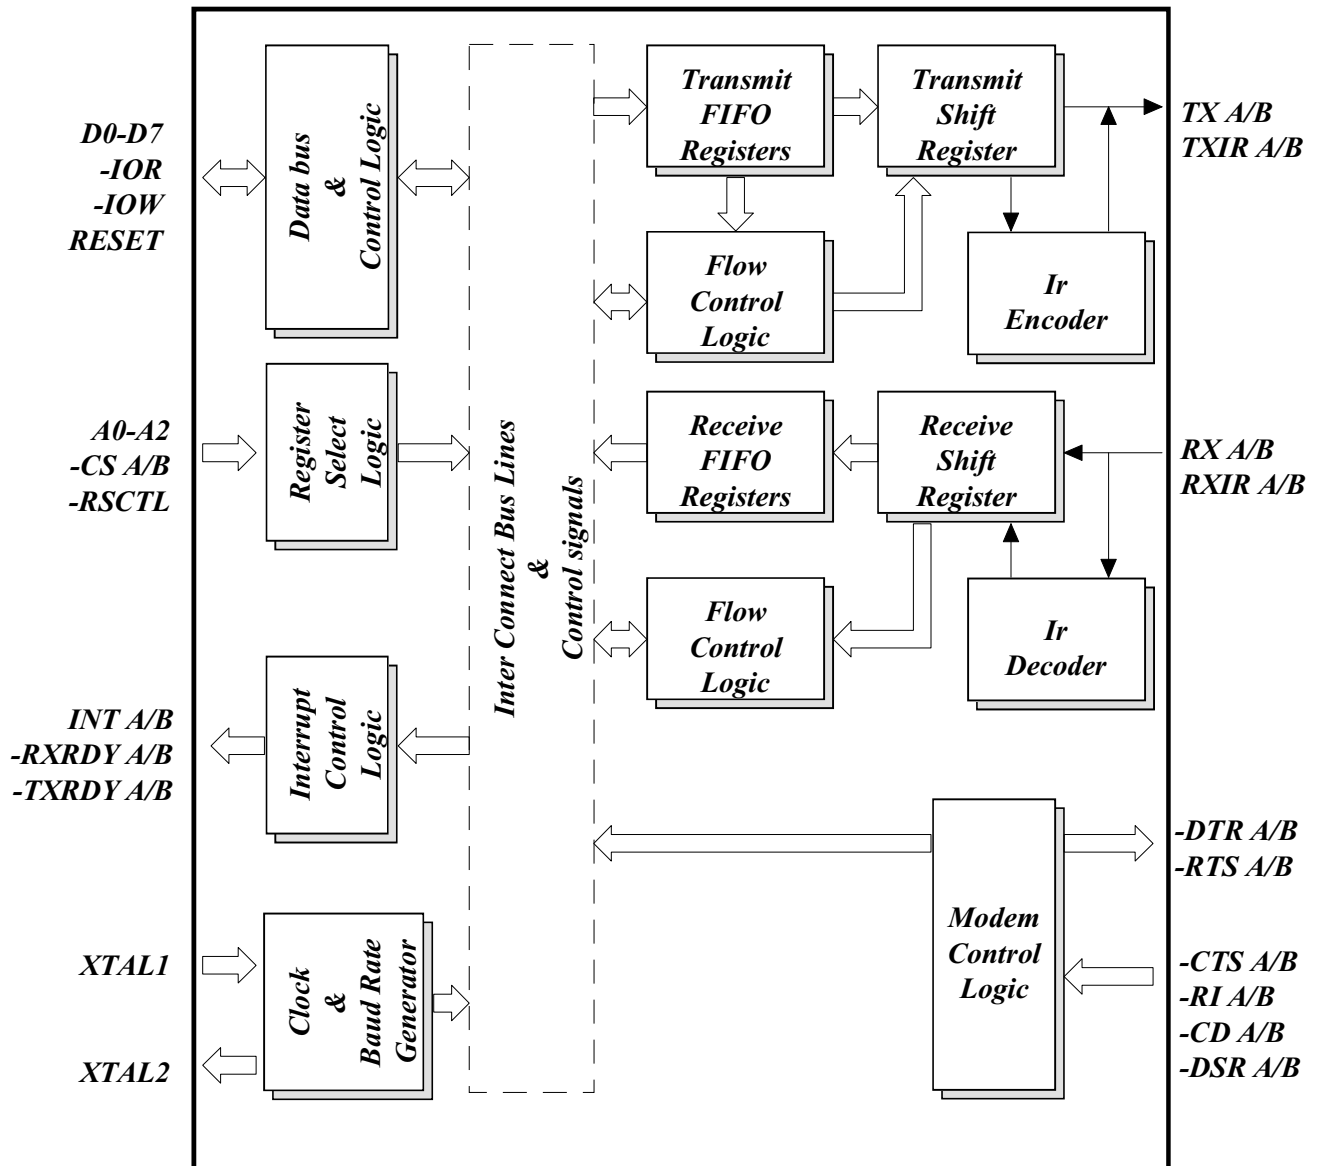 D0-D7
-IOR
-IOW
RESET
Data bus
&
Control Logic
A0-A2
-CS A/B
-RSCTL
Register
Select
Logic
INT A/B
-RXRDY A/B
-TXRDY A/B
Interrupt
Control
Logic
XTAL1
XTAL2
Clock
&
Baud Rate
Generator
Inter Connect Bus Lines
&
Control signals
Transmit
FIFO
Registers
Transmit
Shift
Register
TX A/B
TXIR A/B
Flow
Control
Logic
Ir
Encoder
Receive
FIFO
Registers
Receive
Shift
Register
RX A/B
RXIR A/B
Flow
Control
Logic
Ir
Decoder
Modem
Control
Logic
-DTR A/B
-RTS A/B
-CTS A/B
-RI A/B
-CD A/B
-DSR A/B